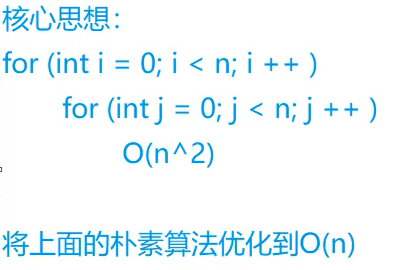 核心思想：
for (int i = 0; i < n; i ++ )
for (int j = 0; j < n; j ++ )
O(n^2)
将上面的朴素算法优化到O(n)